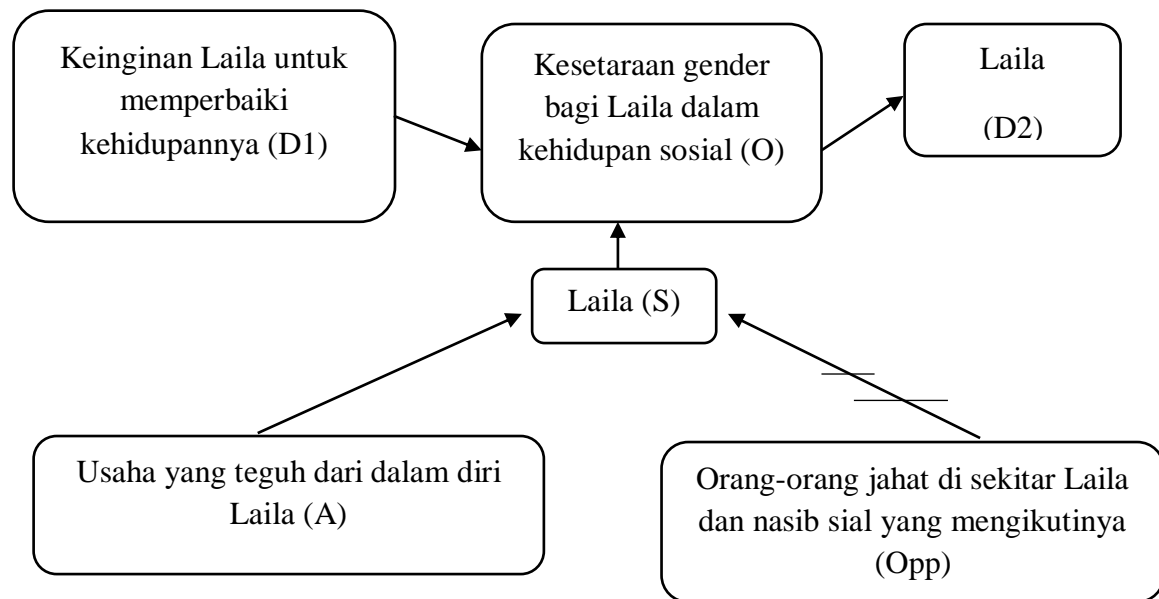 Keinginan Laila untuk
memperbaiki
kehidupannya (D1)
Kesetaraan gender
bagi Laila dalam
kehidupan sosial (O)
Laila
(D2)
Laila (S)
Usaha yang teguh dari dalam diri
Laila (A)
Orang-orang jahat di sekitar Laila
dan nasib sial yang mengikutinya
(Opp)